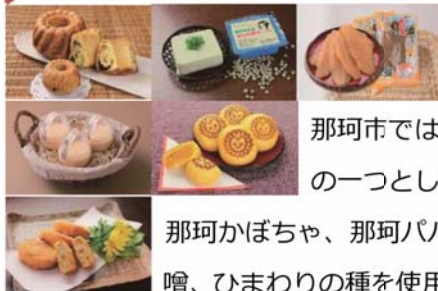 那珂市では
の一つとし
那珂かぼちゃ、那珂パ
噌、ひまわりの種を使用